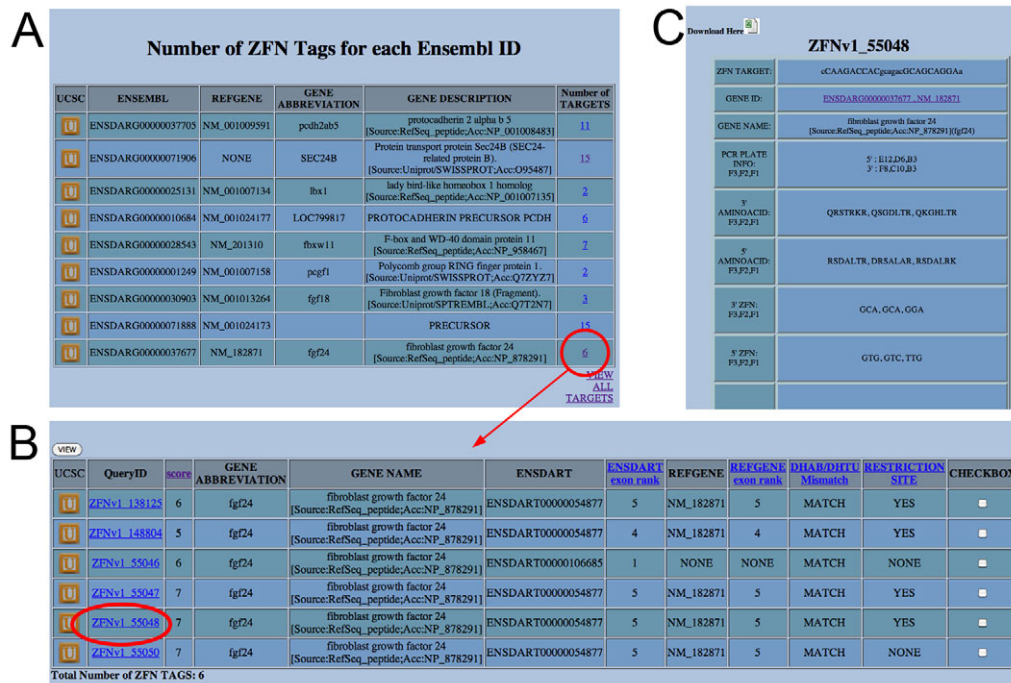 A
Number of ZFN Tags for each Ensembl ID
UCSC ENSEMBL REFGENE GENE ABBREVIATION GENE DESCRIPTION Number of TARGETS
ENSDARG00000037705 NM_001009591 pcdh2ab5 protocadherin 2 alpha b 5 [Source:RefSeq_peptide;Acc:NP_001008483] 11
ENSDARG00000071906 NONE SEC24B Protein transport protein Sec24B (SEC24-related protein B). [Source:Uniprot/SWISSPROT;Acc:O95487] 15
ENSDARG00000025131 NM_001007134 lbx1 lady bird-like homeobox 1 homolog [Source:RefSeq_peptide;Acc:NP_001007135] 2
ENSDARG00000010684 NM_001024177 LOC799817 PROTOCADHERIN PRECURSOR PCDH 6
ENSDARG00000028543 NM_201310 fbxw11 F-box and WD-40 domain protein 11 [Source:RefSeq_peptide;Acc:NP_958467] 7
ENSDARG00000001249 NM_001007158 pcgf1 Polycomb group RING finger protein 1. [Source:Uniprot/SWISSPROT;Acc:Q7ZYZ7] 2
ENSDARG00000030903 NM_001013264 fgf18 Fibroblast growth factor 18 (Fragment). [Source:Uniprot/SPTREMBL;Acc:Q7T2N7] 3
ENSDARG00000071888 NM_001024173 PRECURSOR 15
ENSDARG00000037677 NM_182871 fgf24 fibroblast growth factor 24 [Source:RefSeq_peptide;Acc:NP_878291] 6
VIEW
ALL
TARGETS
C
Download Here
ZFNv1_55048
ZFN TARGET: cCAAGACCACgcagacGCAGCAGGAa
GENE ID: ENSDARG00000037677 , NM_182871
GENE NAME: fibroblast growth factor 24 [Source:RefSeq_peptide;Acc:NP_878291](fgf24)
PCR PLATE INFO: F3,F2,F1 5' : E12,D6,B3 3' : F8,C10,B3
3' AMINOACID: F3,F2,F1 QRSTRKR, QSGDLTR, QKGHLTR
5' AMINOACID: F3,F2,F1 RSDALTR, DRSALAR, RSDALRK
3' ZFN: F3,F2,F1 GCA, GCA, GGA
5' ZFN: F3,F2,F1 GTG, GTC, TTG
B
VIEW
UCSC QueryID score GENE ABBREVIATION GENE NAME ENSDART ENSDART exon rank REFGENE REFGENE exon rank DHAB/DHTU Mismatch RESTRICTION SITE CHECKBOX
ZFNv1_138125 6 fgf24 fibroblast growth factor 24 [Source:RefSeq_peptide;Acc:NP_878291] ENSDART00000054877 5 NM_182871 5 MATCH YES
ZFNv1_148804 5 fgf24 fibroblast growth factor 24 [Source:RefSeq_peptide;Acc:NP_878291] ENSDART00000054877 4 NM_182871 4 MATCH YES
ZFNv1_55046 6 fgf24 fibroblast growth factor 24 [Source:RefSeq_peptide;Acc:NP_878291] ENSDART00000106685 1 NONE NONE MATCH NONE
ZFNv1_55047 7 fgf24 fibroblast growth factor 24 [Source:RefSeq_peptide;Acc:NP_878291] ENSDART00000054877 5 NM_182871 5 MATCH YES
ZFNv1_55048 7 fgf24 fibroblast growth factor 24 [Source:RefSeq_peptide;Acc:NP_878291] ENSDART00000054877 5 NM_182871 5 MATCH YES
ZFNv1_55050 7 fgf24 fibroblast growth factor 24 [Source:RefSeq_peptide;Acc:NP_878291] ENSDART00000054877 5 NM_182871 5 MATCH NONE
Total Number of ZFN TAGS: 6